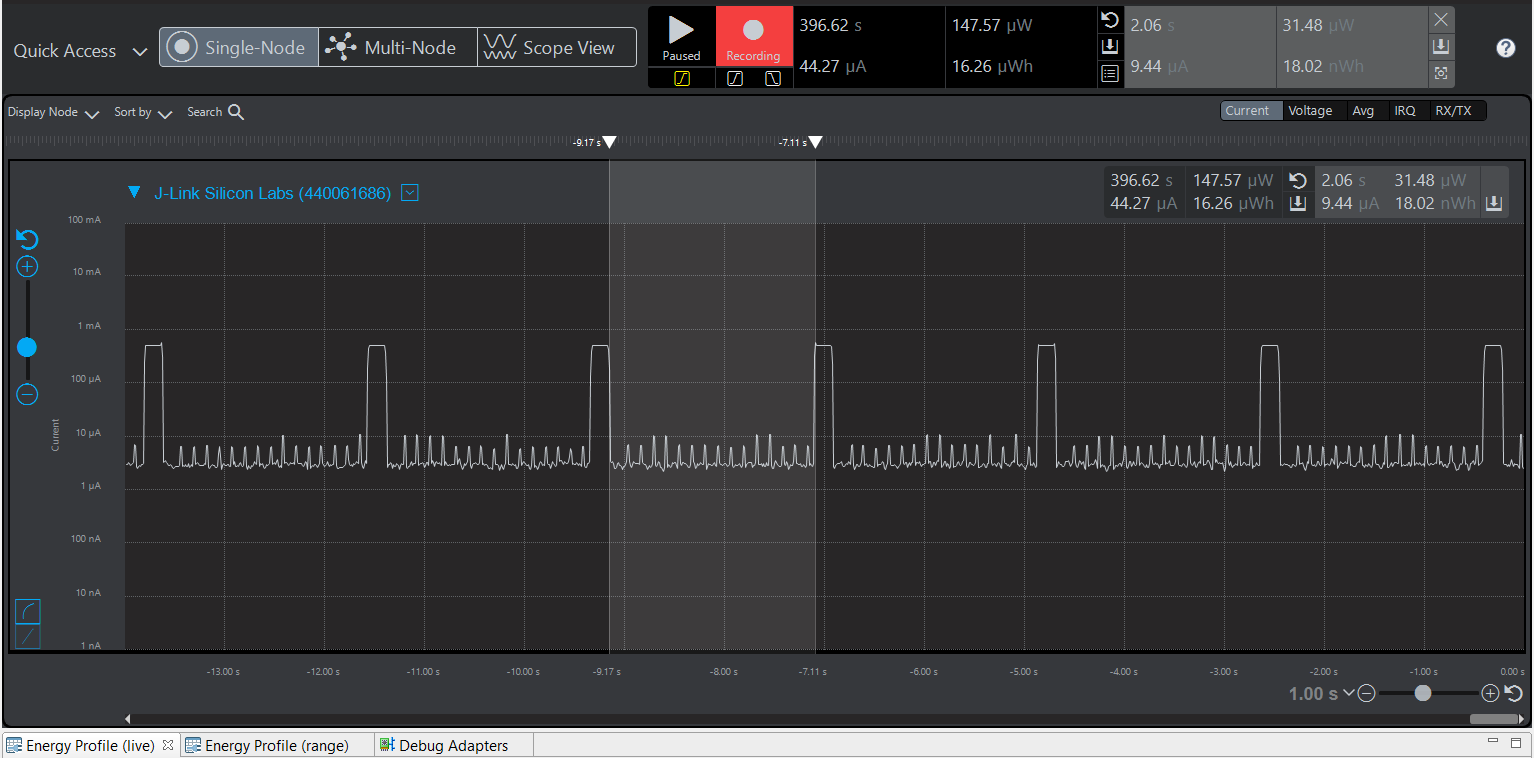 Quick Access
Single-Node
Multi-Node
Scope View
Paused
Recording
396.62 s
147.57 µW
44.27 µA
16.26 µWh
2.06 s
31.48 µW
9.44 µA
18.02 nWh
?
Display Node
Sort by
Search
Current
Voltage
Avg
IRQ
RX/TX
-9.17 s
-7.11 s
J-Link Silicon Labs (440061686)
396.62 s 147.57 µW
44.27 µA 16.26 µWh
2.06 s 31.48 µW
9.44 µA 18.02 nWh
100 mA
10 mA
1 mA
100 µA
10 µA
1 µA
100 nA
10 nA
1 nA
Current
-13.00 s
-12.00 s
-11.00 s
-10.00 s
-9.17 s
-8.00 s
-7.11 s
-6.00 s
-5.00 s
-4.00 s
-3.00 s
-2.00 s
-1.00 s
0.00 s
1.00 s
Energy Profile (live)
Energy Profile (range)
Debug Adapters